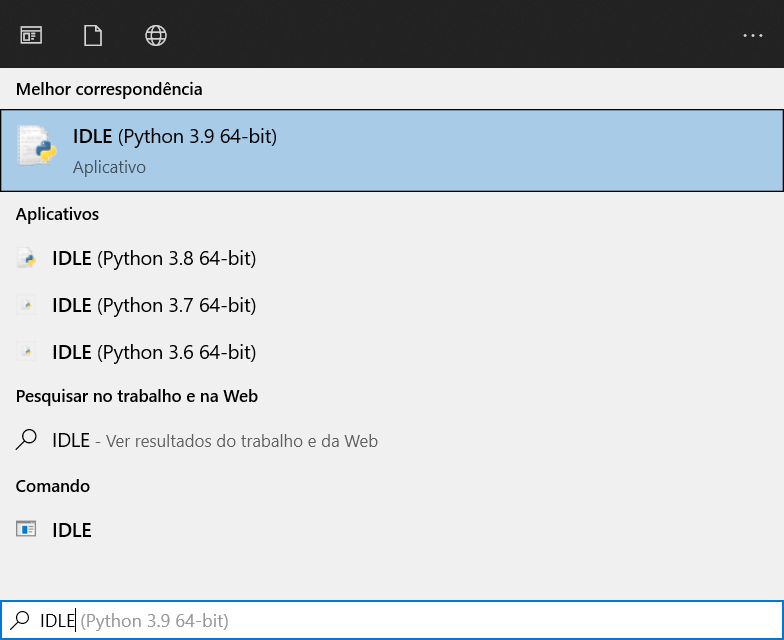 Melhor correspondência
IDLE (Python 3.9 64-bit)
Aplicativo
Aplicativos
IDLE (Python 3.8 64-bit)
IDLE (Python 3.7 64-bit)
IDLE (Python 3.6 64-bit)
Pesquisar no trabalho e na Web
IDLE - Ver resultados do trabalho e da Web
Comando
IDLE
IDLE (Python 3.9 64-bit)